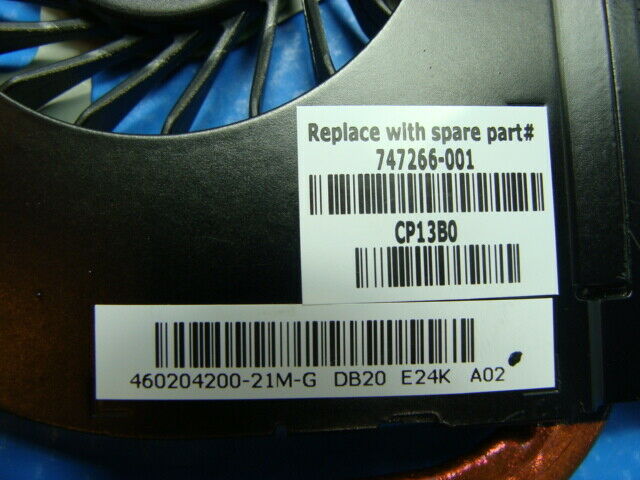 Replace with spare part#
747266-001
CP13B0
460204200-21M-G DB20 E24K A02